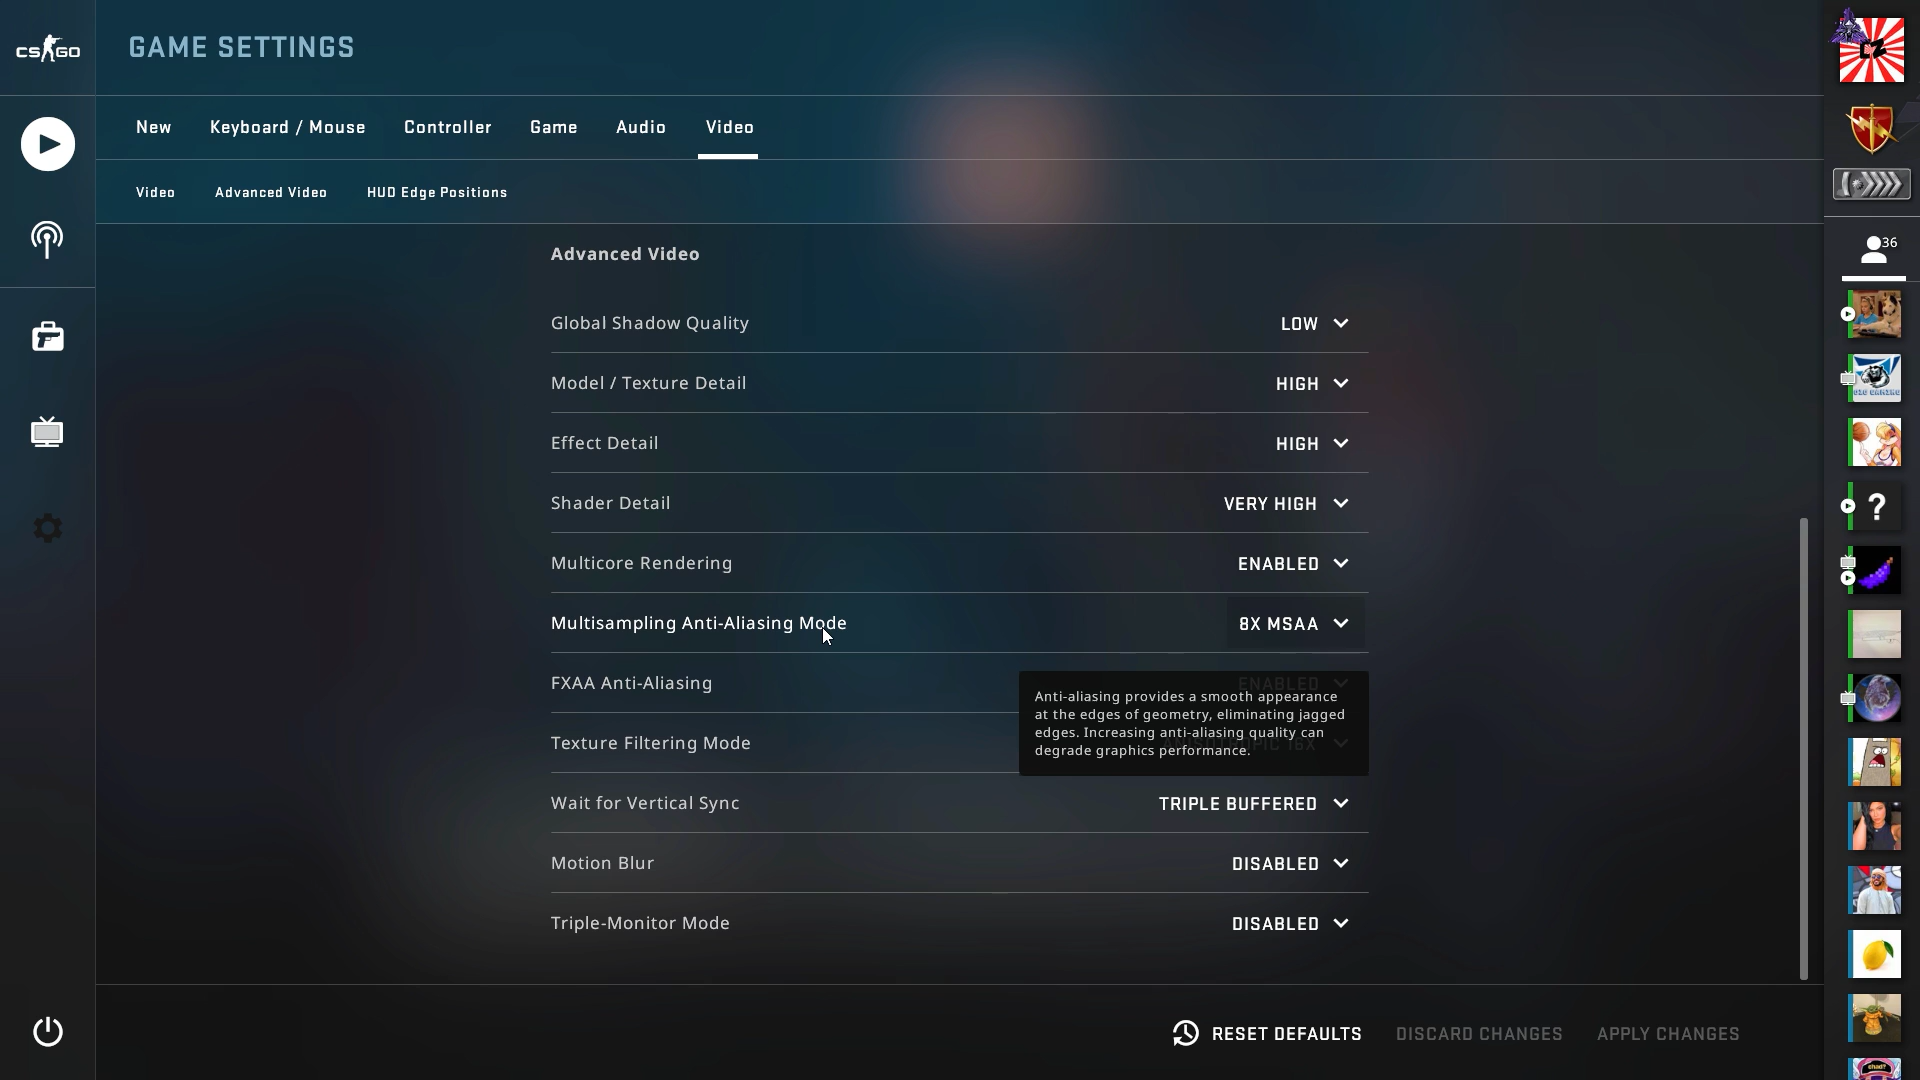 CS GO
GAME SETTINGS
New Keyboard / Mouse Controller Game Audio Video
Video Advanced Video HUD Edge Positions
36
Advanced Video
Global Shadow Quality LOW
Model / Texture Detail HIGH
Effect Detail HIGH
Shader Detail VERY HIGH
Multicore Rendering ENABLED
Multisampling Anti-Aliasing Mode 8X MSAA
FXAA Anti-Aliasing ENABLED
Anti-aliasing provides a smooth appearance
at the edges of geometry, eliminating jagged
edges. Increasing anti-aliasing quality can
degrade graphics performance.
Texture Filtering Mode ANISOTROPIC 16X
Wait for Vertical Sync TRIPLE BUFFERED
Motion Blur DISABLED
Triple-Monitor Mode DISABLED
RESET DEFAULTS DISCARD CHANGES APPLY CHANGES